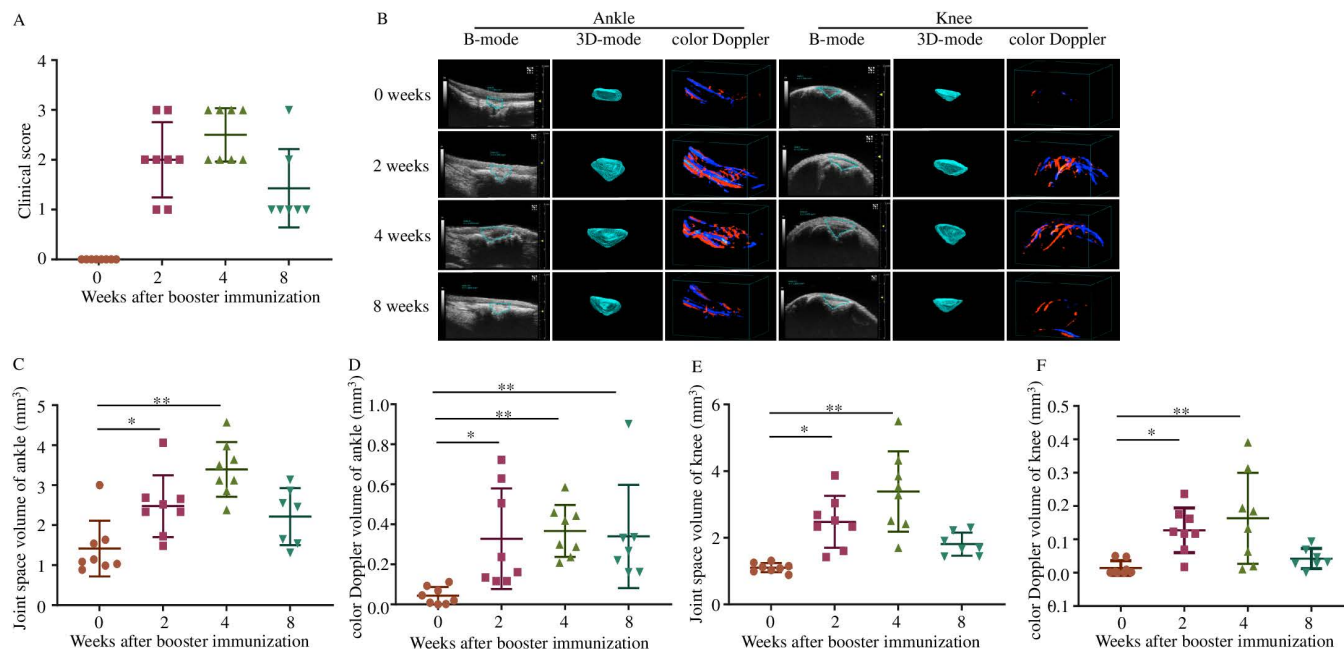 A
Clinical score
4
3
2
1
0
0 2 4 8
Weeks after booster immunization
B
Ankle Knee
B-mode 3D-mode color Doppler B-mode 3D-mode color Doppler
0 weeks
2 weeks
4 weeks
8 weeks
C
Joint space volume of ankle (mm³)
5
4
3
2
1
0
**
*
0 2 4 8
Weeks after booster immunization
D
color Doppler volume of ankle (mm³)
1.0
0.8
0.6
0.4
0.2
0.0
**
**
*
0 2 4 8
Weeks after booster immunization
E
Joint space volume of knee (mm³)
6
4
2
0
**
*
0 2 4 8
Weeks after booster immunization
F
color Doppler volume of knee (mm³)
0.5
0.4
0.3
0.2
0.1
0.0
0.1
**
*
0 2 4 8
Weeks after booster immunization